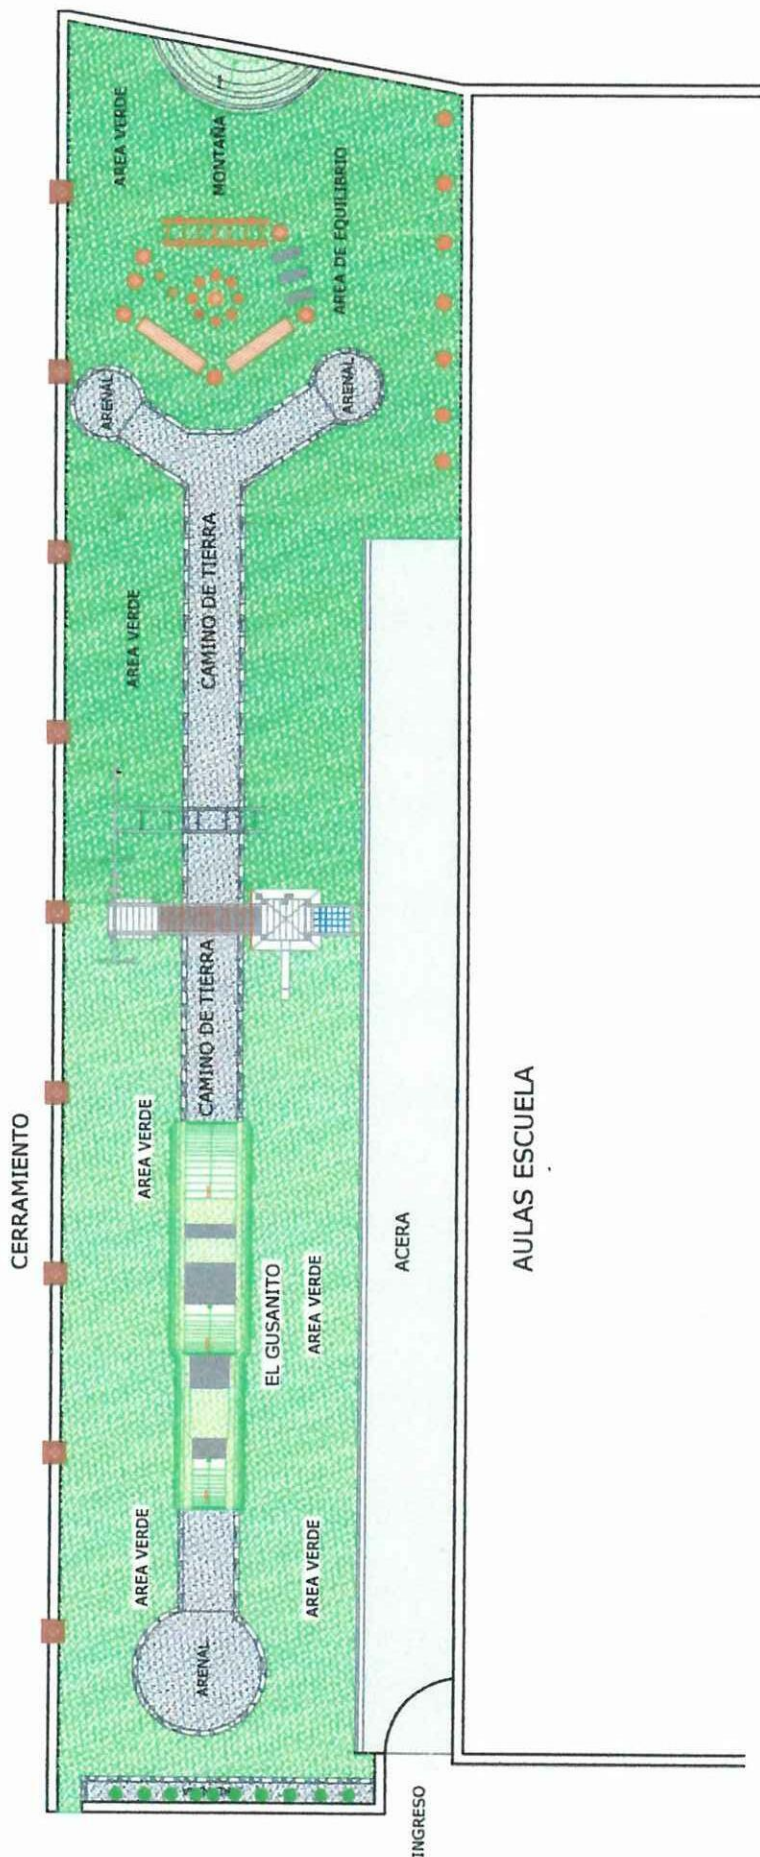 AREA VERDE
MONTAÑA
AREA DE EQUILIBRIO
ARENAL
ARENAL
CAMINO DE TIERRA
AREA VERDE
CAMINO DE TIERRA
CERRAMIENTO
AREA VERDE
EL GUSANITO
AREA VERDE
ACERA
AULAS ESCUELA
AREA VERDE
AREA VERDE
ARENAL
INGRESO